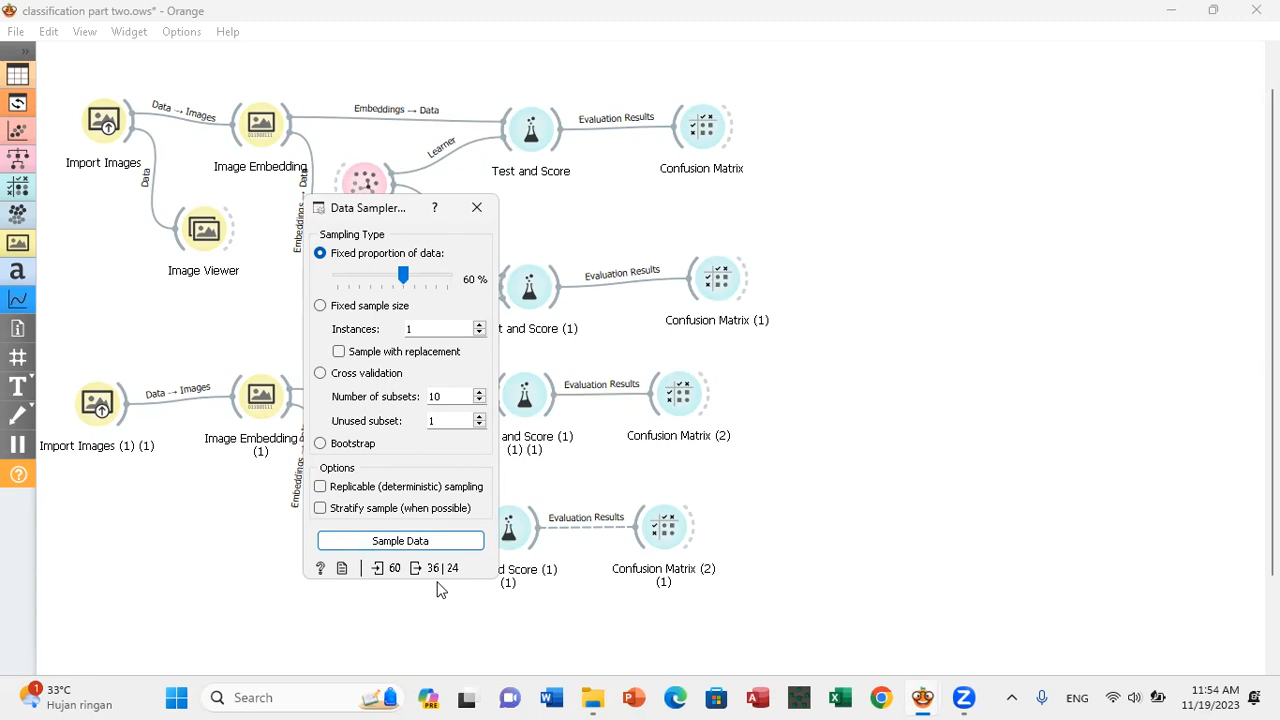 classification part two.ows* - Orange
File Edit View Widget Options Help
Data → Images
Embeddings → Data
Evaluation Results
Learner
Import Images
Image Embedding
Test and Score
Confusion Matrix
Data
Embeddings → Data
Image Viewer
Data Sampler...
?
Sampling Type
Fixed proportion of data:
60 %
Fixed sample size
Instances: 1
Sample with replacement
Cross validation
Number of subsets: 10
Unused subset: 1
Bootstrap
Options
Replicable (deterministic) sampling
Stratify sample (when possible)
Sample Data
? 60 36 | 24
Evaluation Results
t and Score (1)
Confusion Matrix (1)
Data → Images
Evaluation Results
Import Images (1) (1)
Image Embedding
(1)
and Score (1)
(1) (1)
Confusion Matrix (2)
Evaluation Results
d Score (1)
(1)
Confusion Matrix (2)
(1)
a
T
?
1
33°C
Hujan ringan
Search
PRE
ENG
11:54 AM
11/19/2023